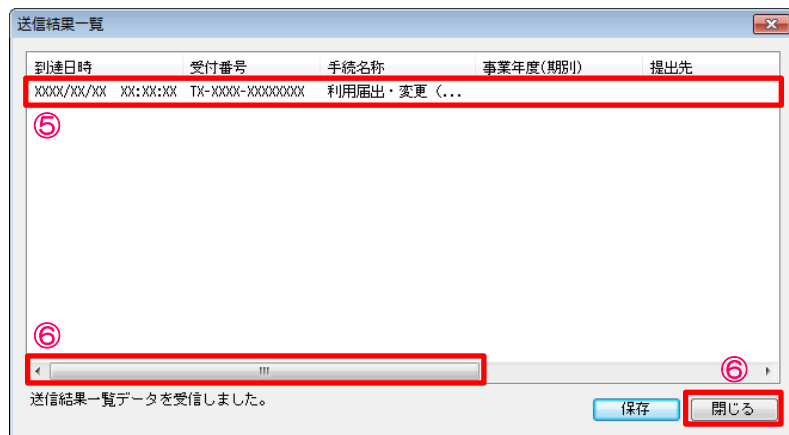 送信結果一覧
到達日時 受付番号 手続名称 事業年度(期別) 提出先
XXXX/XX/XX XX:XX:XX TX-XXXX-XXXXXXXX 利用届出・変更（...
⑤
⑥
⑥
送信結果一覧データを受信しました。
保存 閉じる